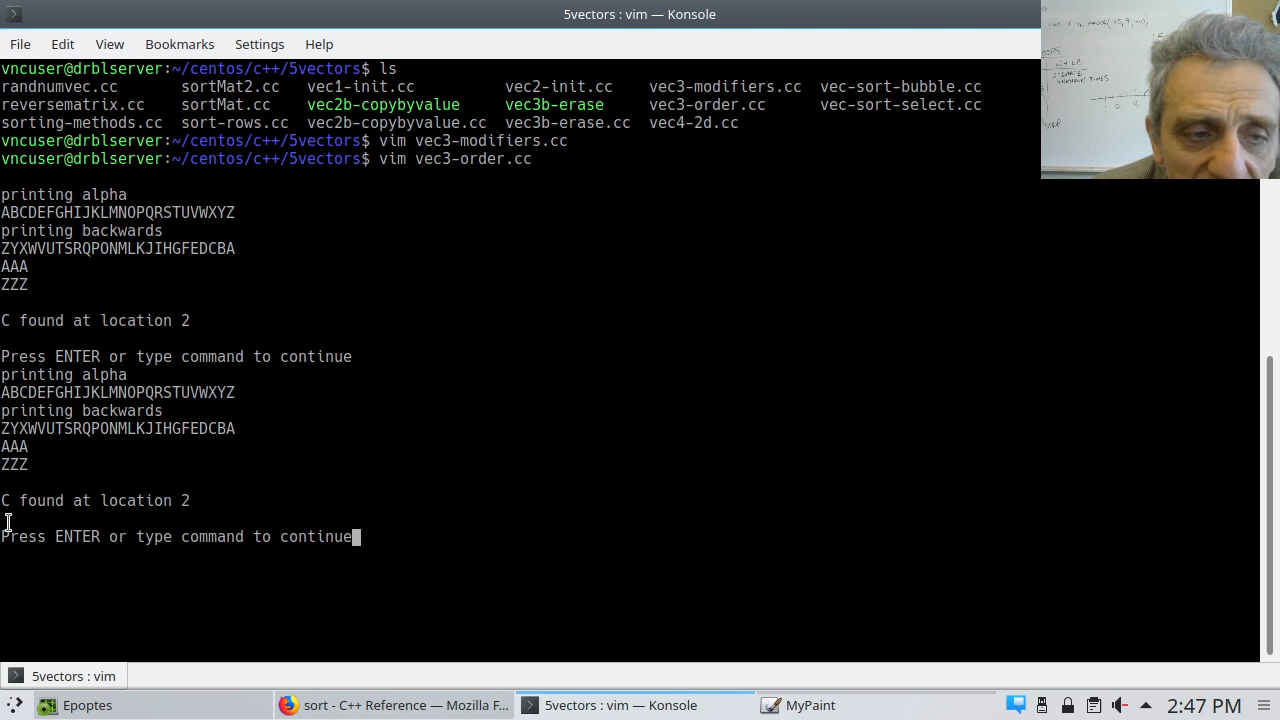 5vectors : vim — Konsole
File Edit View Bookmarks Settings Help
vncuser@drblserver:~/centos/c++/5vectors$ ls
randnumvec.cc sortMat2.cc vec1-init.cc vec2-init.cc vec3-modifiers.cc vec-sort-bubble.cc
reversematrix.cc sortMat.cc vec2b-copybyvalue vec3b-erase vec3-order.cc vec-sort-select.cc
sorting-methods.cc sort-rows.cc vec2b-copybyvalue.cc vec3b-erase.cc vec4-2d.cc
vncuser@drblserver:~/centos/c++/5vectors$ vim vec3-modifiers.cc
vncuser@drblserver:~/centos/c++/5vectors$ vim vec3-order.cc
printing alpha
ABCDEFGHIJKLMNOPQRSTUVWXYZ
printing backwards
ZYXWVUTSRQPONMLKJIHGFEDCBA
AAA
ZZZ
C found at location 2
Press ENTER or type command to continue
printing alpha
ABCDEFGHIJKLMNOPQRSTUVWXYZ
printing backwards
ZYXWVUTSRQPONMLKJIHGFEDCBA
AAA
ZZZ
C found at location 2
Press ENTER or type command to continue
5vectors : vim
Epoptes
sort - C++ Reference — Mozilla F...
5vectors : vim — Konsole
MyPaint
2:47 PM